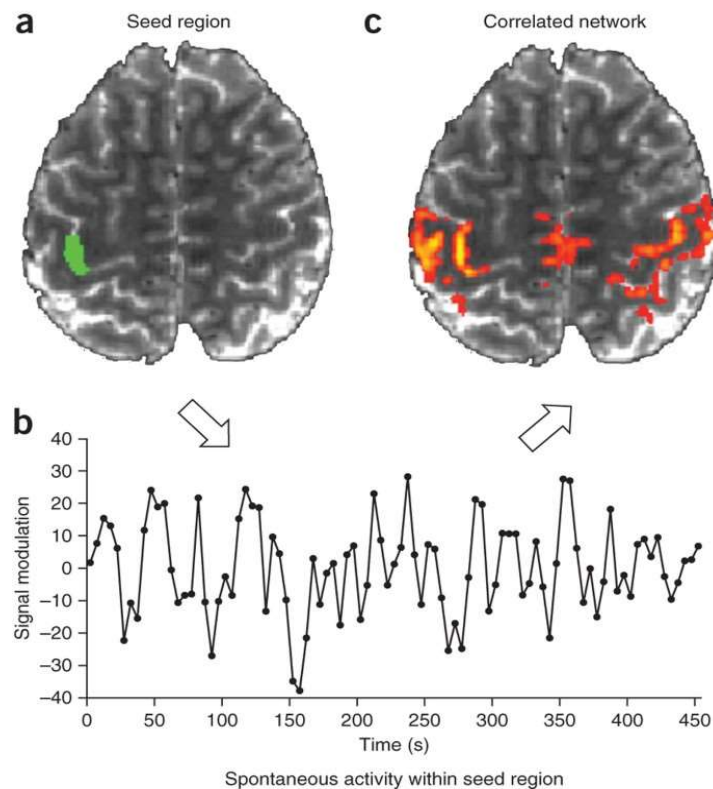 a
Seed region
c
Correlated network
b
40
30
20
10
0
−10
−20
−30
−40
Signal modulation
0 50 100 150 200 250 300 350 400 450
Time (s)
Spontaneous activity within seed region